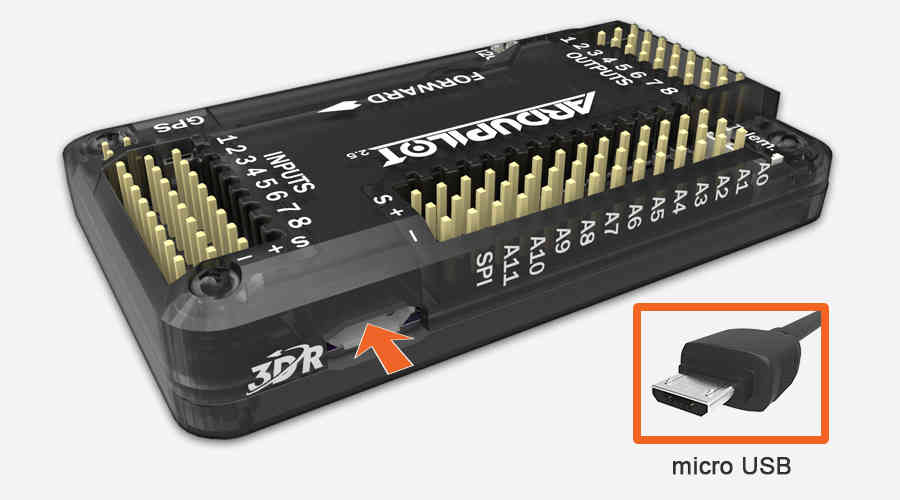 I2C
FORWARD
GPS
INPUTS
1 2 3 4 5 6 7 8
S + -
OUTPUTS
1 2 3 4 5 6 7 8
ARDUPILOT 2.5
Telem.
S + -
SPI A11 A10 A9 A8 A7 A6 A5 A4 A3 A2 A1 A0
3DR
micro USB